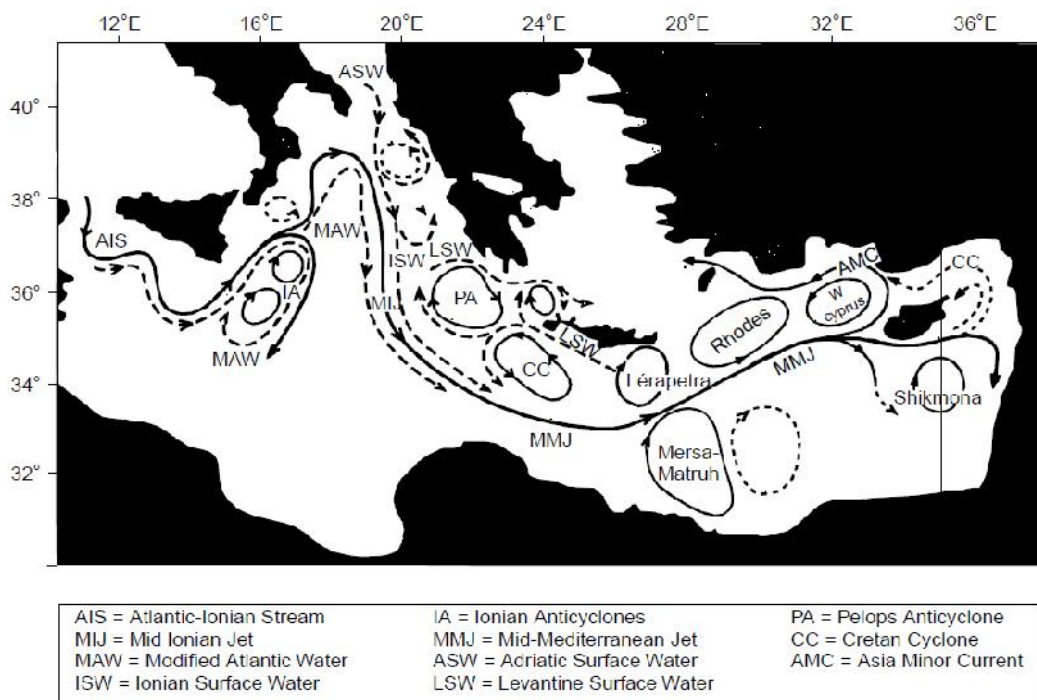 12°E 16°E 20°E 24°E 28°E 32°E 36°E
ASW
40°
38°
MAW
AIS
LSW
ISW
AMC
CC
36°
IA
PA
W
cyprus
MIJ
Rhodes
MAW
LSW
34°
CC
Lérapetra
MMJ
Shikmona
MMJ
Mersa-
Matruh
32°
AIS = Atlantic-Ionian Stream
IA = Ionian Anticyclones
PA = Pelops Anticyclone
MIJ = Mid Ionian Jet
MMJ = Mid-Mediterranean Jet
CC = Cretan Cyclone
MAW = Modified Atlantic Water
ASW = Adriatic Surface Water
AMC = Asia Minor Current
ISW = Ionian Surface Water
LSW = Levantine Surface Water